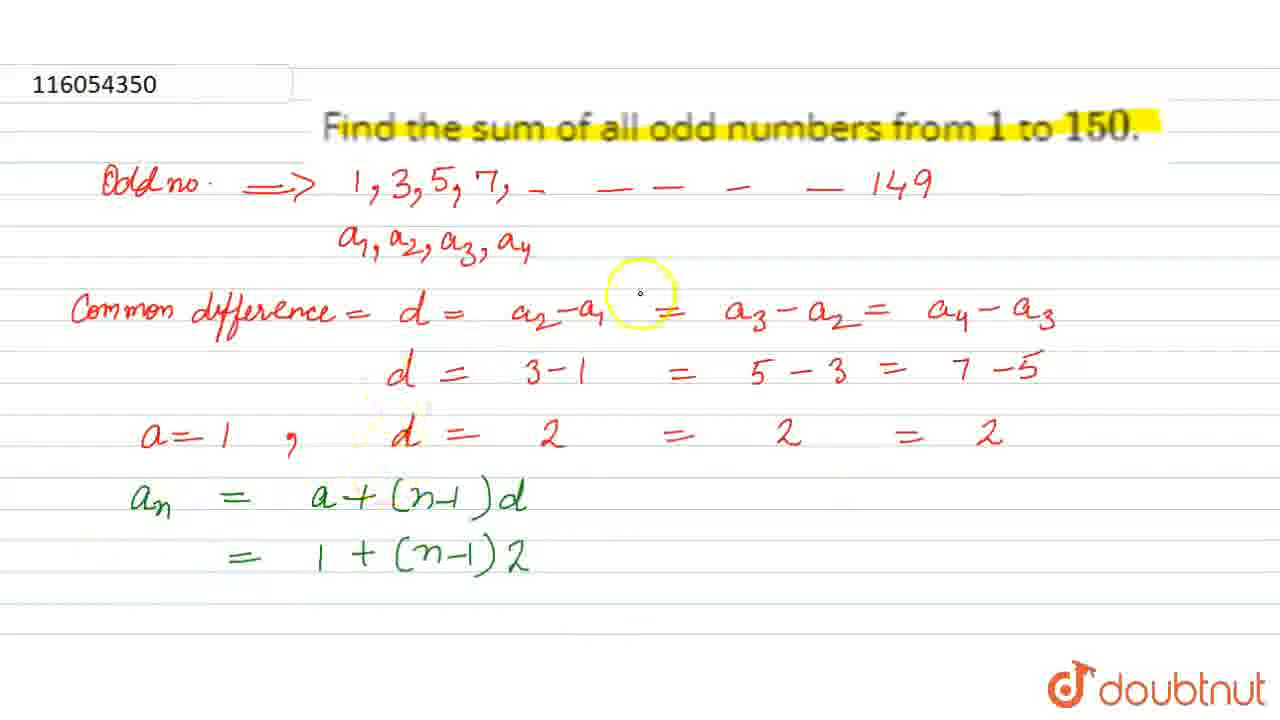 116054350
Find the sum of all odd numbers from 1 to 150.
Odd no. => 1, 3, 5, 7, - - - - - 149
a₁, a₂, a₃, a₄
Common difference = d = a₂ - a₁ = a₃ - a₂ = a₄ - a₃
d = 3 - 1 = 5 - 3 = 7 - 5
a = 1 , d = 2 = 2 = 2
aₙ = a + (n-1)d
= 1 + (n-1)2
doubtnut